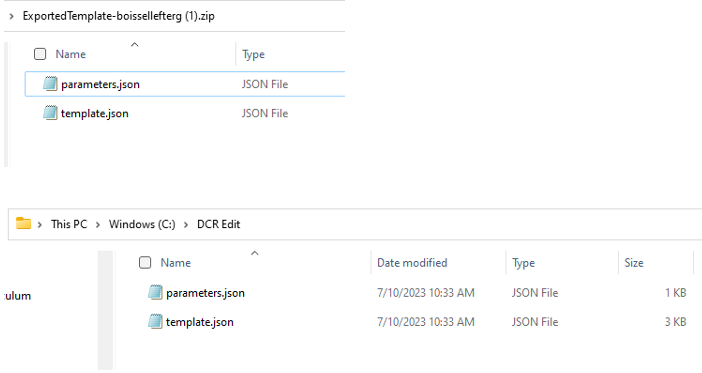 ExportedTemplate-boissellefterg (1).zip
Name Type
parameters.json JSON File
template.json JSON File
This PC Windows (C:) DCR Edit
Name Date modified Type Size
culum
parameters.json 7/10/2023 10:33 AM JSON File 1 KB
template.json 7/10/2023 10:33 AM JSON File 3 KB